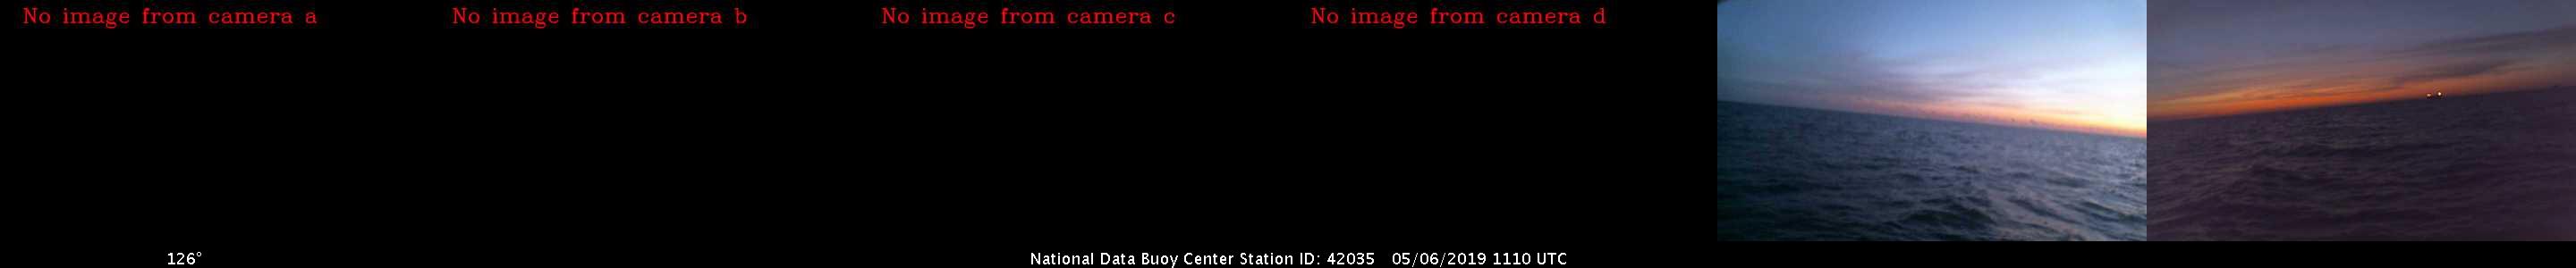 No image from camera a
No image from camera b
No image from camera c
No image from camera d
126°
National Data Buoy Center Station ID: 42035 05/06/2019 1110 UTC